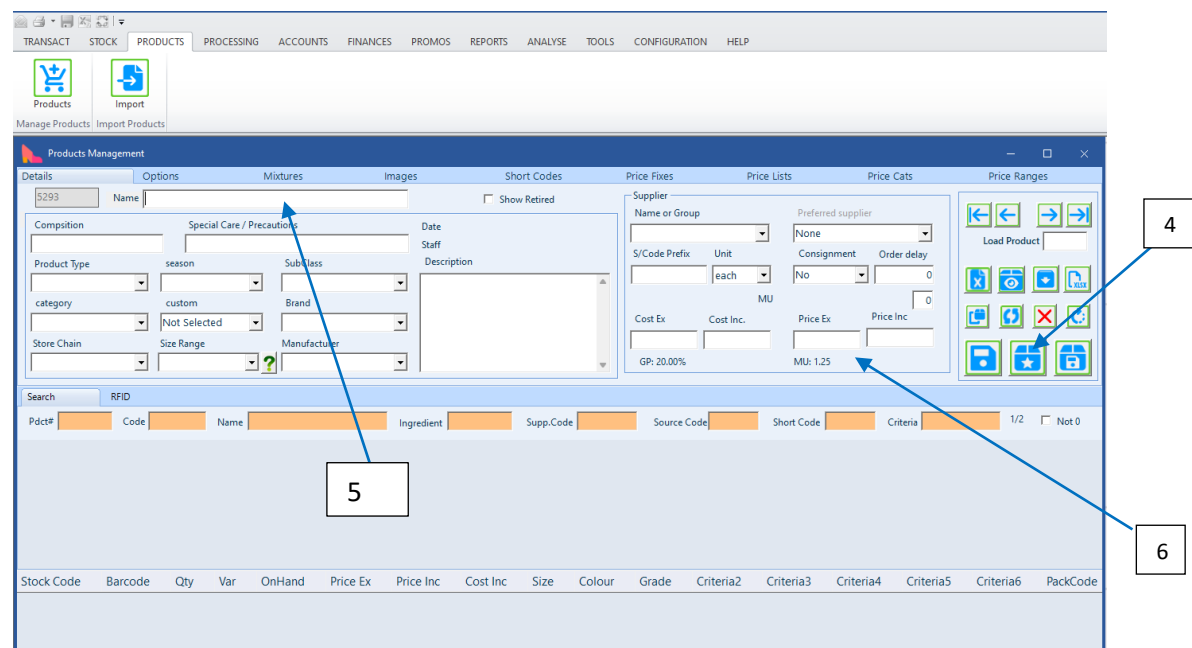 TRANSACT STOCK PRODUCTS PROCESSING ACCOUNTS FINANCES PROMOS REPORTS ANALYSE TOOLS CONFIGURATION HELP
Products Import
Manage Products Import Products
Products Management
Details Options Mixtures Images Short Codes Price Fixes Price Lists Price Cats Price Ranges
5293 Name Show Retired
Compsition Special Care / Precautions Date
Staff
Product Type season SubClass Description
category custom Brand
Not Selected
Store Chain Size Range Manufacturer
?
Supplier
Name or Group Preferred supplier
None
S/Code Prefix Unit Consignment Order delay
each No 0
MU 0
Cost Ex Cost Inc. Price Ex Price Inc
GP: 20.00% MU: 1.25
Load Product
X XLSX
4
Search RFID
Pdct# Code Name Ingredient Supp.Code Source Code Short Code Criteria 1/2 Not 0
5
6
Stock Code Barcode Qty Var OnHand Price Ex Price Inc Cost Inc Size Colour Grade Criteria2 Criteria3 Criteria4 Criteria5 Criteria6 PackCode